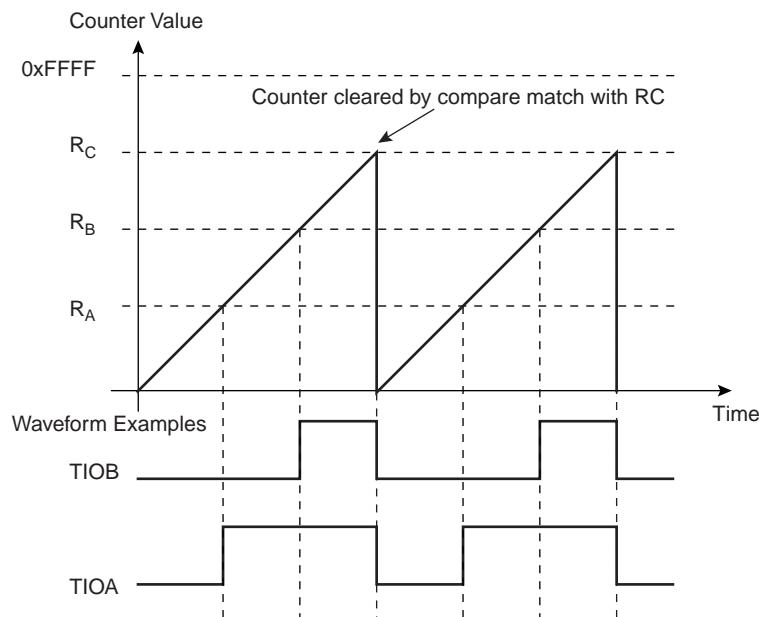 Counter Value
0xFFFF
Counter cleared by compare match with RC
RC
RB
RA
Time
Waveform Examples
TIOB
TIOA